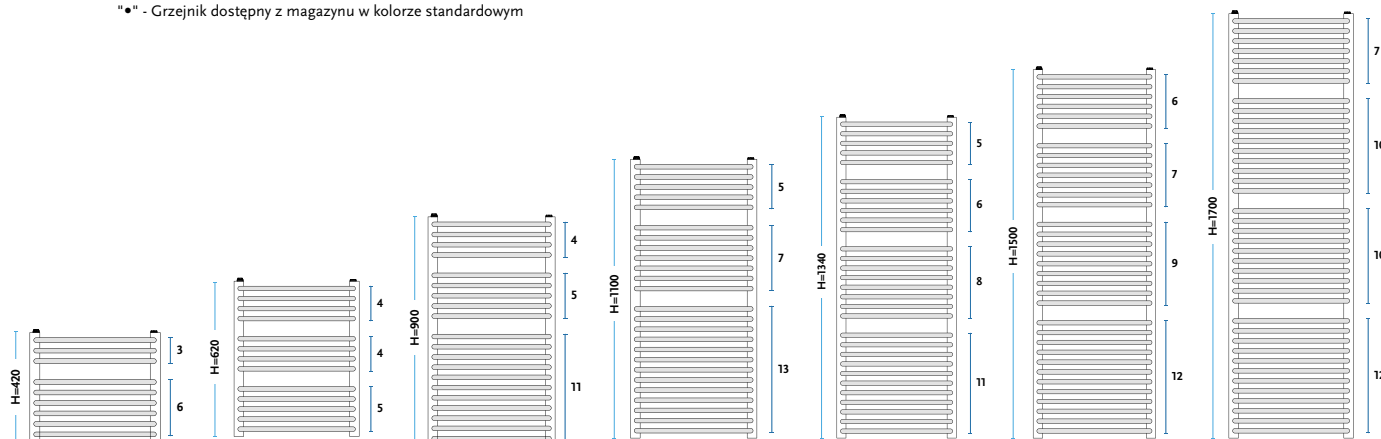 "•" - Grzejnik dostępny z magazynu w kolorze standardowym
H=420
3
6
H=620
4
4
5
H=900
4
5
11
H=1100
5
7
13
H=1340
5
6
8
11
H=1500
6
7
9
12
H=1700
7